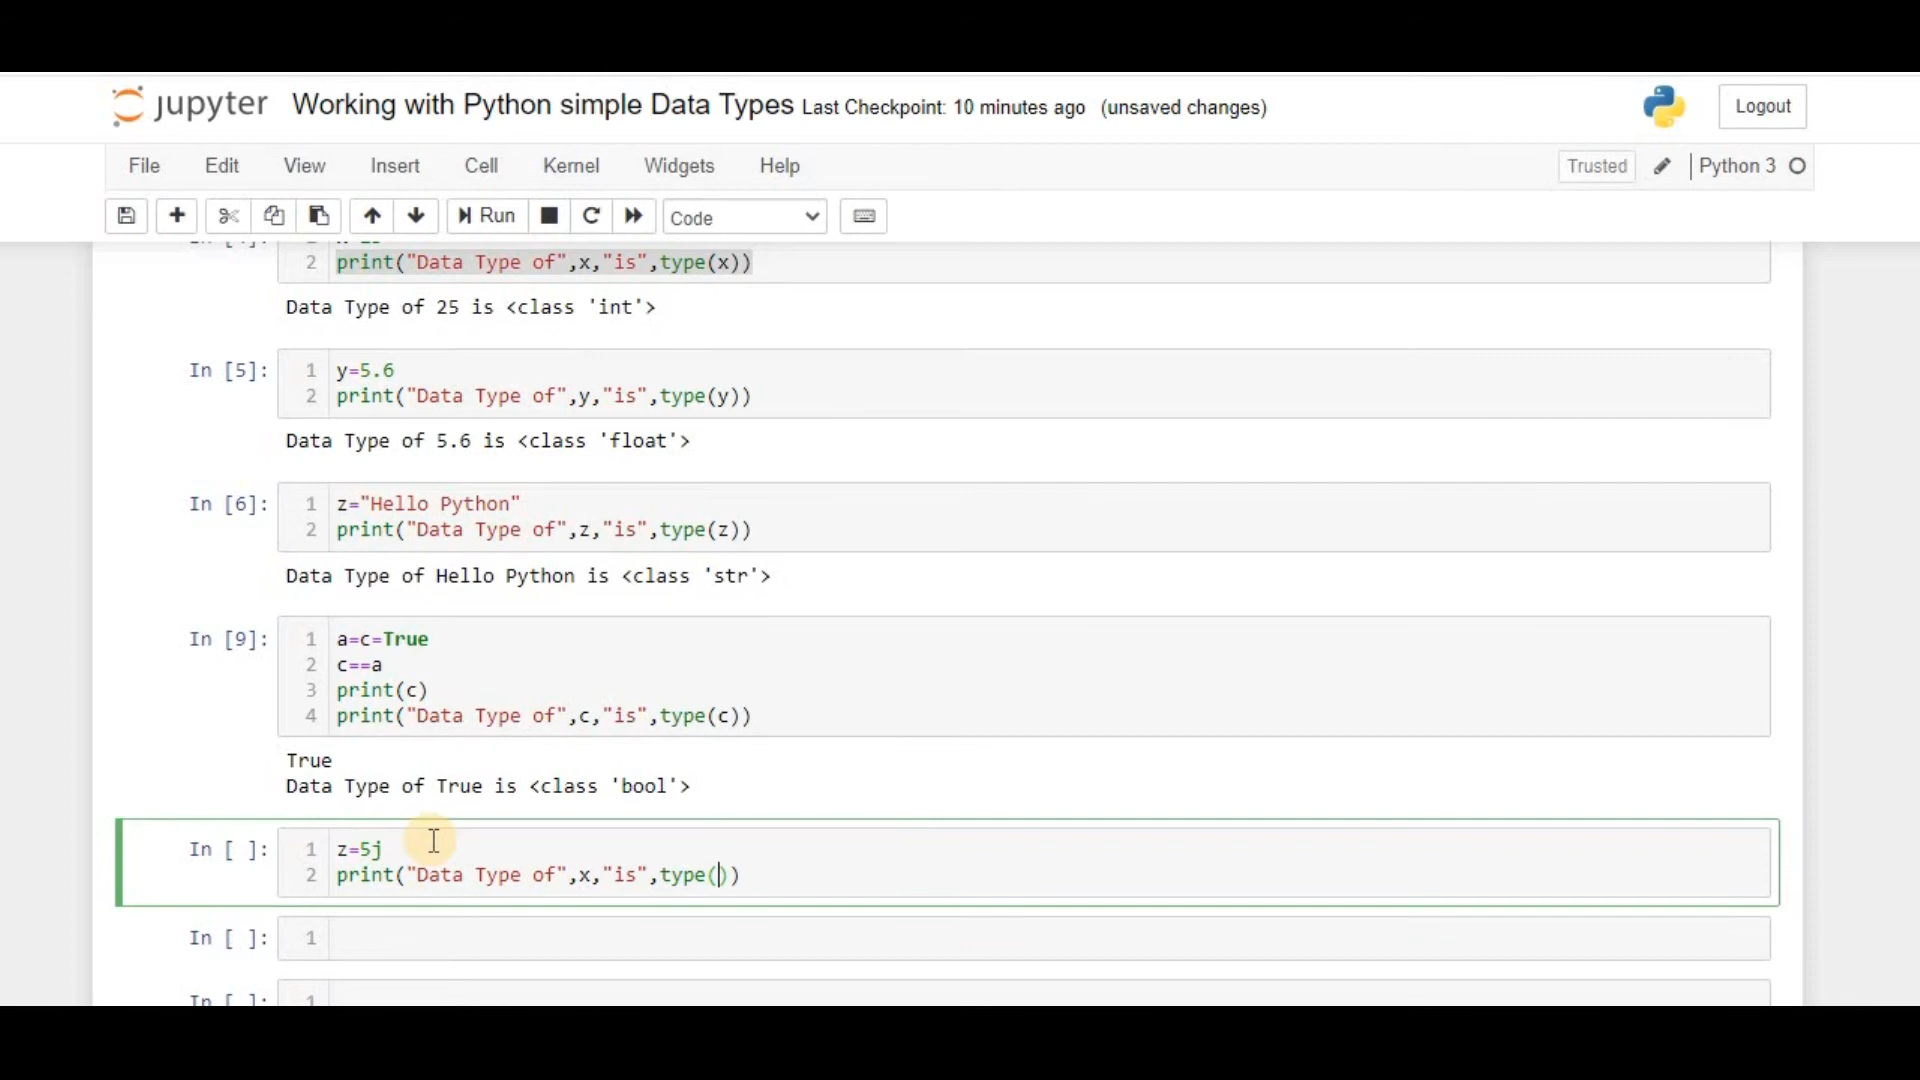 jupyter Working with Python simple Data Types Last Checkpoint: 10 minutes ago (unsaved changes) Logout
File Edit View Insert Cell Kernel Widgets Help Trusted Python 3
Run Code
2 print("Data Type of",x,"is",type(x))
Data Type of 25 is <class 'int'>
In [5]: 1 y=5.6
2 print("Data Type of",y,"is",type(y))
Data Type of 5.6 is <class 'float'>
In [6]: 1 z="Hello Python"
2 print("Data Type of",z,"is",type(z))
Data Type of Hello Python is <class 'str'>
In [9]: 1 a=c=True
2 c==a
3 print(c)
4 print("Data Type of",c,"is",type(c))
True
Data Type of True is <class 'bool'>
In [ ]: 1 z=5j
2 print("Data Type of",x,"is",type())
In [ ]: 1
In [ ]: 1